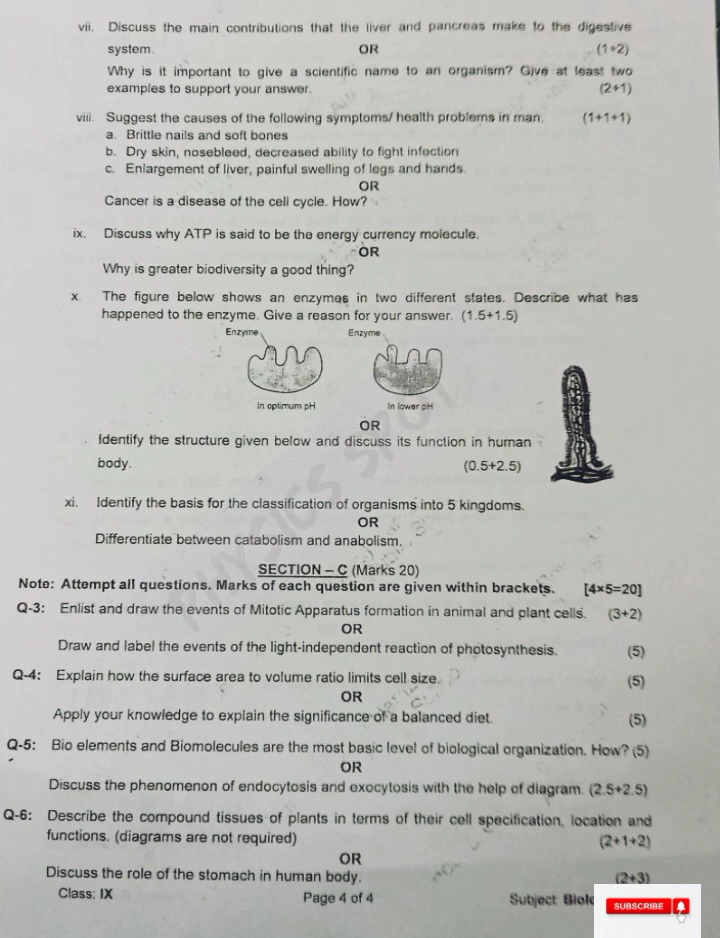 vii. Discuss the main contributions that the liver and pancreas make to the digestive
system. OR (1+2)
Why is it important to give a scientific name to an organism? Give at least two
examples to support your answer. (2+1)
viii. Suggest the causes of the following symptoms/ health problems in man. (1+1+1)
a. Brittle nails and soft bones
b. Dry skin, nosebleed, decreased ability to fight infection
c. Enlargement of liver, painful swelling of legs and hands.
OR
Cancer is a disease of the cell cycle. How?
ix. Discuss why ATP is said to be the energy currency molecule.
OR
Why is greater biodiversity a good thing?
x. The figure below shows an enzymes in two different states. Describe what has
happened to the enzyme. Give a reason for your answer. (1.5+1.5)
Enzyme Enzyme
In optimum pH In lower pH
OR
Identify the structure given below and discuss its function in human
body. (0.5+2.5)
xi. Identify the basis for the classification of organisms into 5 kingdoms.
OR
Differentiate between catabolism and anabolism.
PHYSICS SPOT
SECTION – C (Marks 20)
Note: Attempt all questions. Marks of each question are given within brackets. [4×5=20]
Q-3: Enlist and draw the events of Mitotic Apparatus formation in animal and plant cells. (3+2)
OR
Draw and label the events of the light-independent reaction of photosynthesis. (5)
Q-4: Explain how the surface area to volume ratio limits cell size. (5)
OR
Apply your knowledge to explain the significance of a balanced diet. (5)
Q-5: Bio elements and Biomolecules are the most basic level of biological organization. How? (5)
OR
Discuss the phenomenon of endocytosis and exocytosis with the help of diagram. (2.5+2.5)
Q-6: Describe the compound tissues of plants in terms of their cell specification, location and
functions. (diagrams are not required) (2+1+2)
OR
Discuss the role of the stomach in human body. (2+3)
Class: IX Page 4 of 4 Subject
SUBSCRIBE